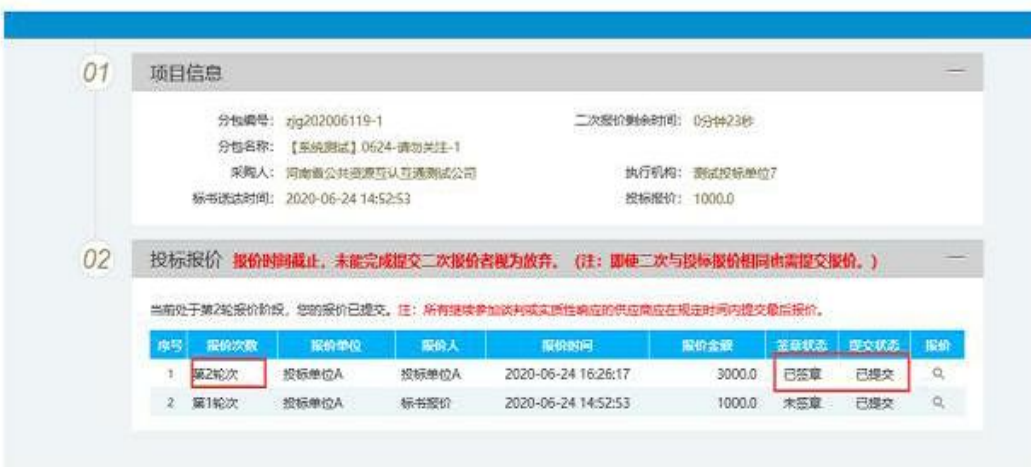 01 项目信息
分包编号： zjg202006119-1 二次报价剩余时间： 0分钟23秒
分包名称： 【系统测试】0624-请勿关注-1
采购人： 河南省公共资源互认互通测试公司 执行机构： 测试投标单位7
标书送达时间： 2020-06-24 14:52:53 投标报价： 1000.0
02 投标报价 报价时间截止，未能完成提交二次报价者视为放弃。（注：即使二次与投标报价相同也需提交报价。）
当前处于第2轮报价阶段，您的报价已提交。注：所有继续参加谈判或实质性响应的供应商应在规定时间内提交最后报价。
序号 报价次数 报价单位 报价人 报价时间 报价金额 签章状态 提交状态 报价
1 第2轮次 投标单位A 投标单位A 2020-06-24 16:26:17 3000.0 已签章 已提交
2 第1轮次 投标单位A 标书报价 2020-06-24 14:52:53 1000.0 未签章 已提交